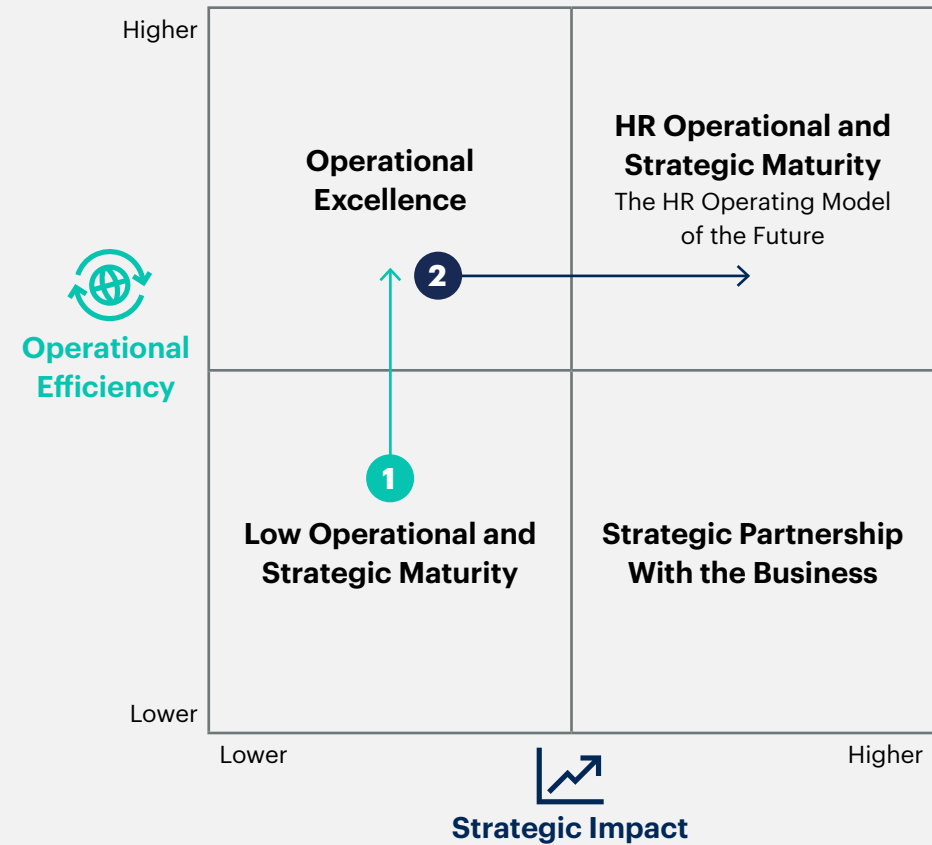 Higher
Operational
Excellence
HR Operational and
Strategic Maturity
The HR Operating Model
of the Future
2
Operational
Efficiency
1
Low Operational and
Strategic Maturity
Strategic Partnership
With the Business
Lower
Lower
Higher
Strategic Impact